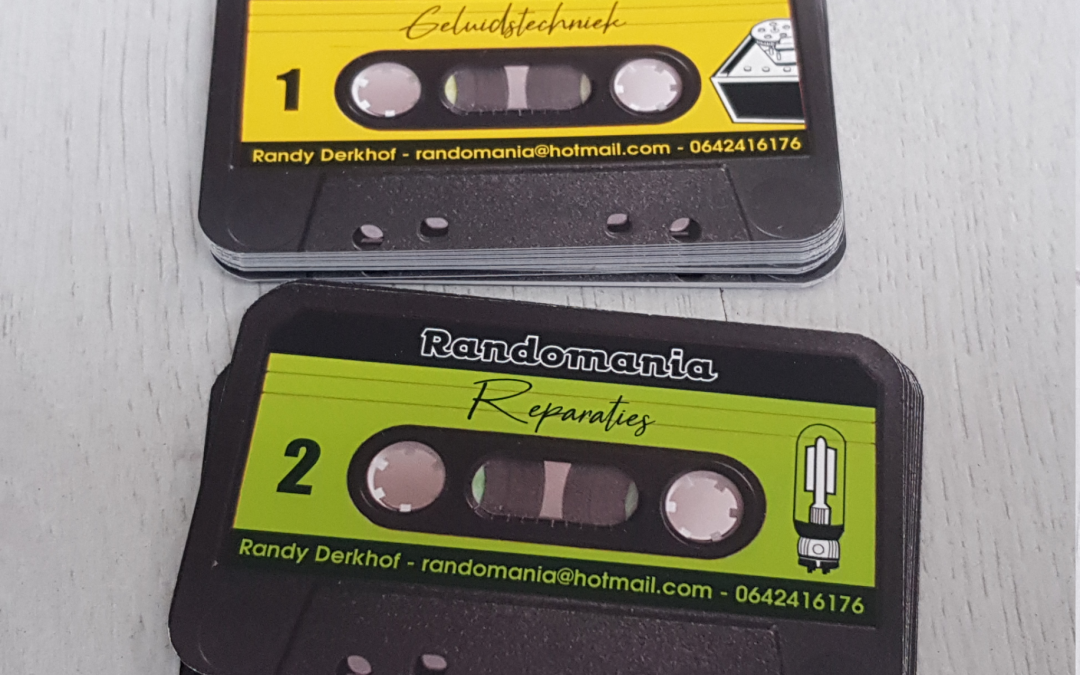 Geluidstechniek
1
Randy Derkhof - randomania@hotmail.com - 0642416176
Randomania
Reparaties
2
Randy Derkhof - randomania@hotmail.com - 0642416176